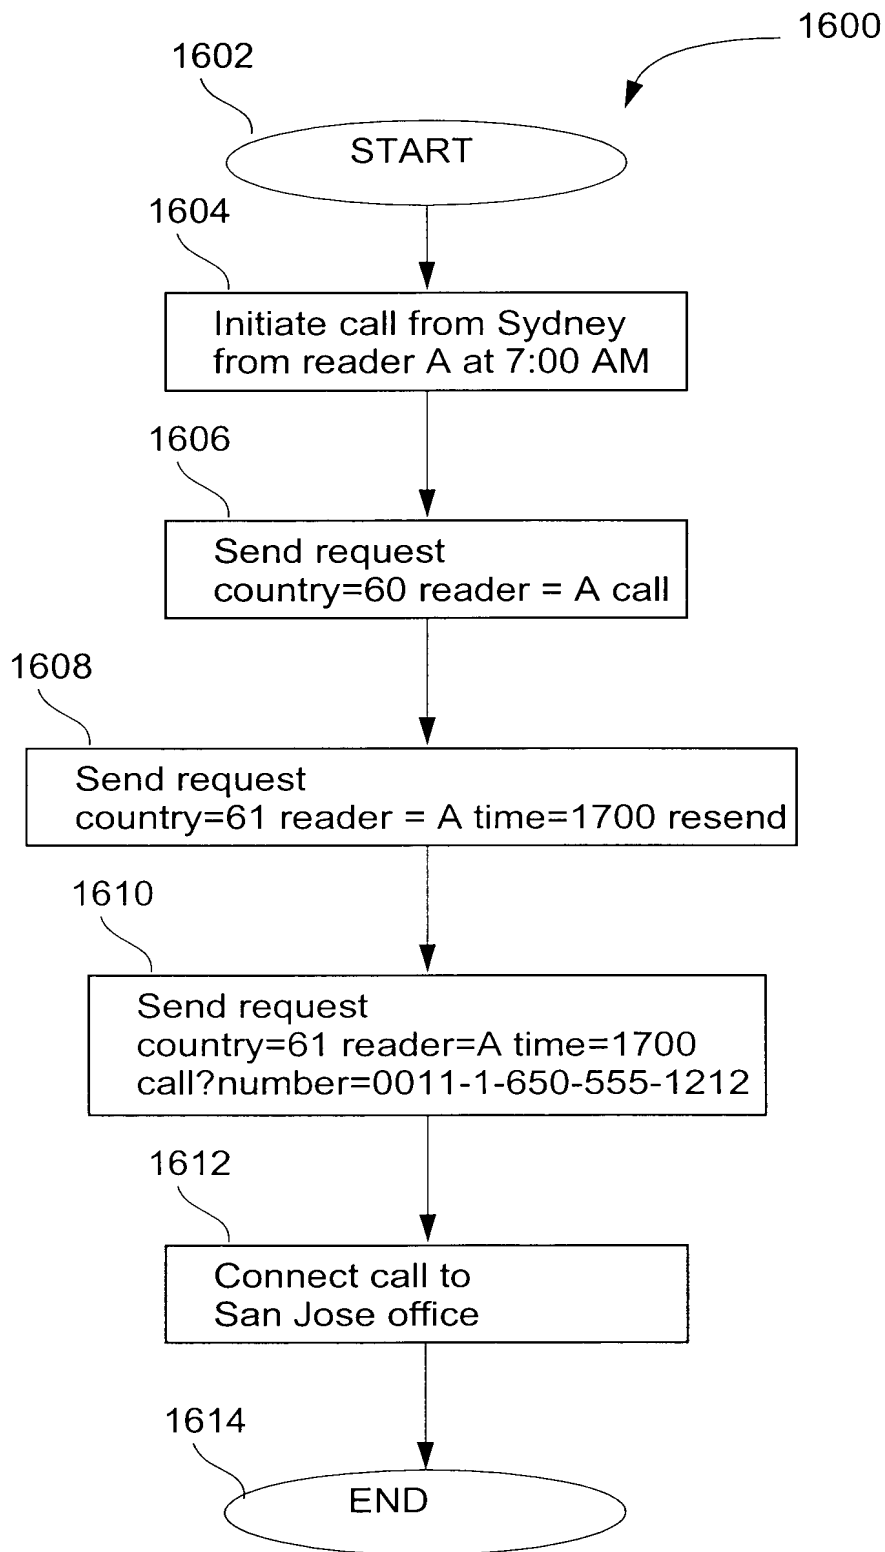 1600
1602
START
1604
Initiate call from Sydney
from reader A at 7:00 AM
1606
Send request
country=60 reader = A call
1608
Send request
country=61 reader = A time=1700 resend
1610
Send request
country=61 reader=A time=1700
call?number=0011-1-650-555-1212
1612
Connect call to
San Jose office
1614
END